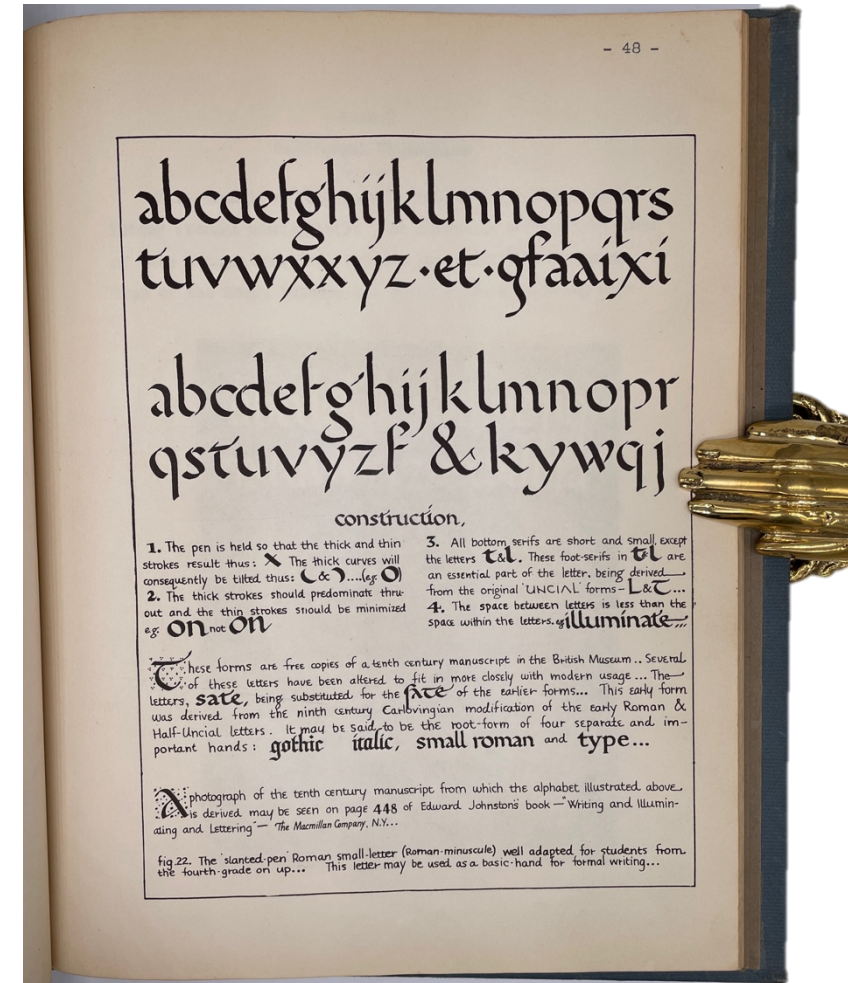 - 48 -
abcdefghijklmnopqrs
tuvwxxyz·et·gfaaixi
abcdefghijklmnopr
qstuvyzf & kywqj
construction,
1. The pen is held so that the thick and thin
strokes result thus: The thick curves will
consequently be tilted thus: ( & )....(eg: O)
2. The thick strokes should predominate thru-
out and the thin strokes should be minimized
eg: on not on
3. All bottom serifs are short and small, except
the letters t&l. These foot-serifs in t&l are
an essential part of the letter, being derived
from the original 'UNCIAL' forms – L&T...
4. The space between letters is less than the
space within the letters. eg illuminate...
These forms are free copies of a tenth century manuscript in the British Museum.. Several
of these letters have been altered to fit in more closely with modern usage... The
letters, sate, being substituted for the ſate of the earlier forms... This early form
was derived from the ninth century Carlovingian modification of the early Roman &
Half-Uncial letters. It may be said to be the root-form of four separate and im-
portant hands: gothic italic, small roman and type...
A photograph of the tenth century manuscript from which the alphabet illustrated above
is derived may be seen on page 448 of Edward Johnston's book – "Writing and Illumin-
ating and Lettering" – The Macmillan Company, N.Y...
fig.22. The 'slanted-pen' Roman small-letter (Roman-minuscule) well adapted for students from
the fourth-grade on up... This letter may be used as a basic-hand for formal writing...